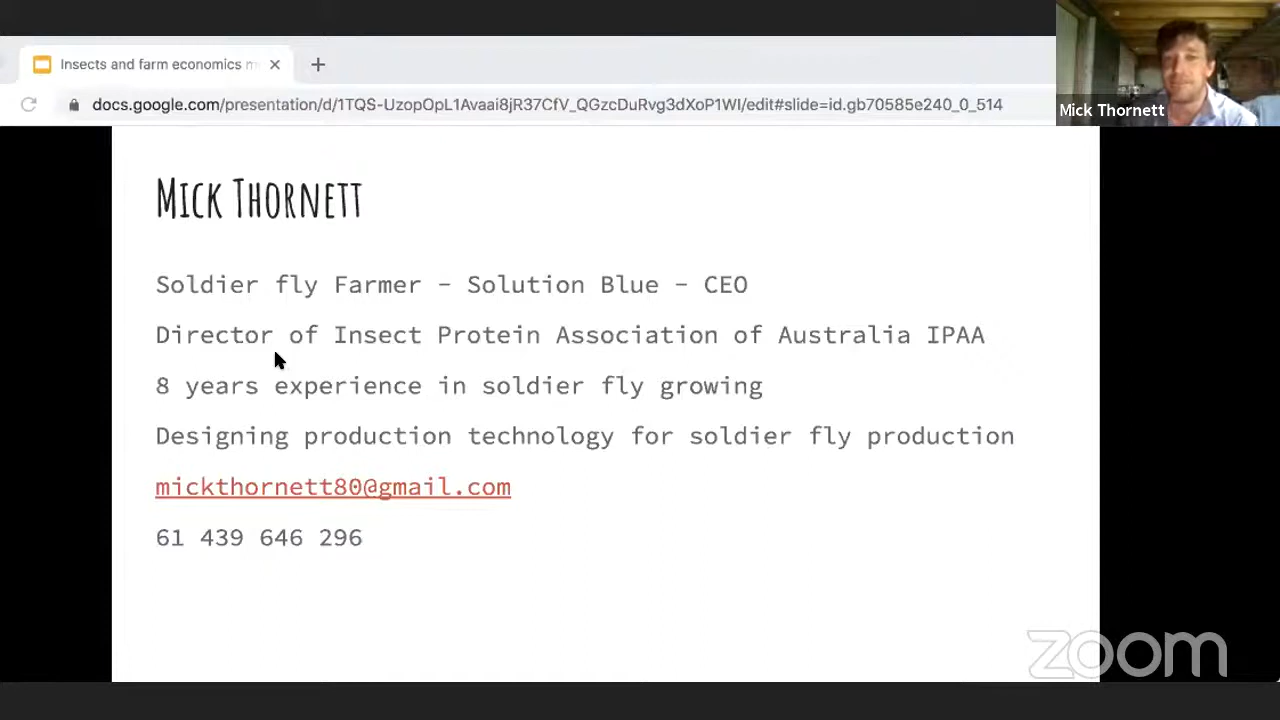 Insects and farm economics m
docs.google.com/presentation/d/1TQS-UzopOpL1Avaai8jR37CfV_QGzcDuRvg3dXoP1WI/edit#slide=id.gb70585e240_0_514
Mick Thornett
Mick Thornett
Soldier fly Farmer - Solution Blue - CEO
Director of Insect Protein Association of Australia IPAA
8 years experience in soldier fly growing
Designing production technology for soldier fly production
mickthornett80@gmail.com
61 439 646 296
zoom